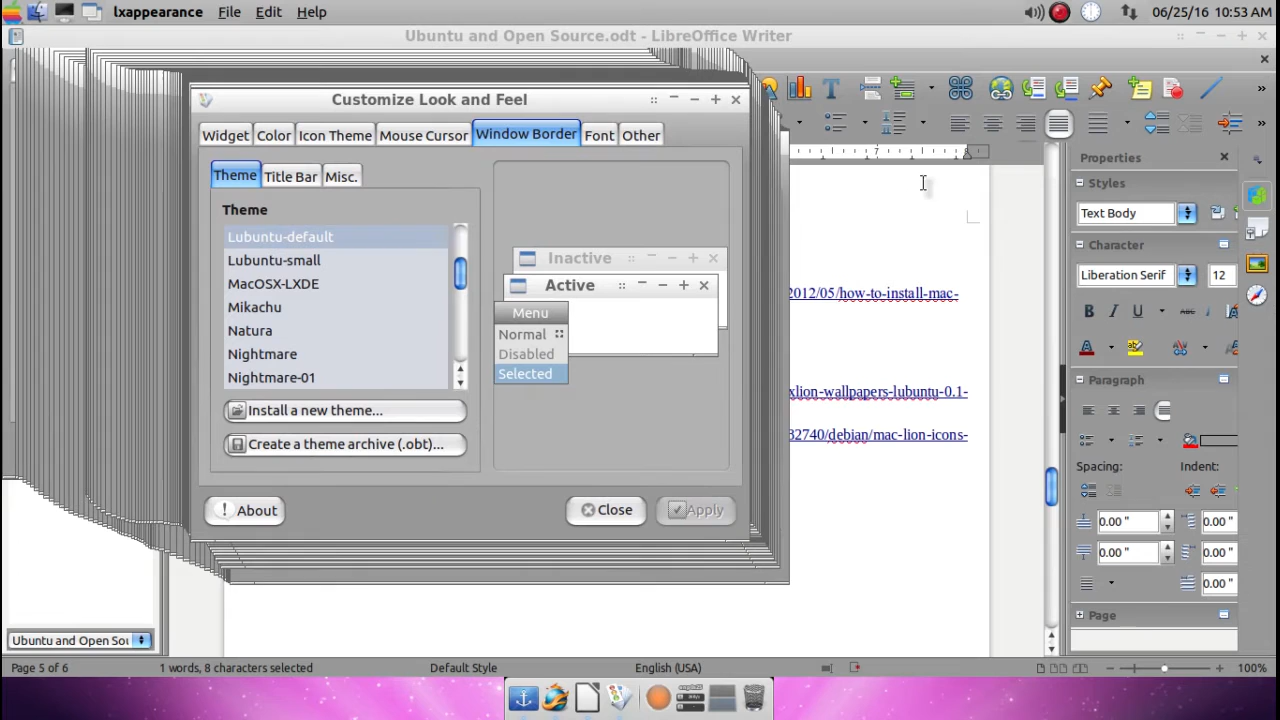 lxappearance File Edit Help 06/25/16 10:53 AM
Ubuntu and Open Source.odt - LibreOffice Writer
Customize Look and Feel
Widget Color Icon Theme Mouse Cursor Window Border Font Other
Theme Title Bar Misc.
Theme
Lubuntu-default
Lubuntu-small
MacOSX-LXDE
Mikachu
Natura
Nightmare
Nightmare-01
Install a new theme...
Create a theme archive (.obt)...
Inactive
Active
Menu
Normal
Disabled
Selected
About Close Apply
7
2012/05/how-to-install-mac-
xlion-wallpapers-lubuntu-0.1-
32740/debian/mac-lion-icons-
Properties
Styles
Text Body
Character
Liberation Serif 12
B I U ABC
Paragraph
Spacing: Indent:
0.00 " 0.00 "
0.00 " 0.00 "
0.00 "
Page
Ubuntu and Open Sou
Page 5 of 6 1 words, 8 characters selected Default Style English (USA) 100%